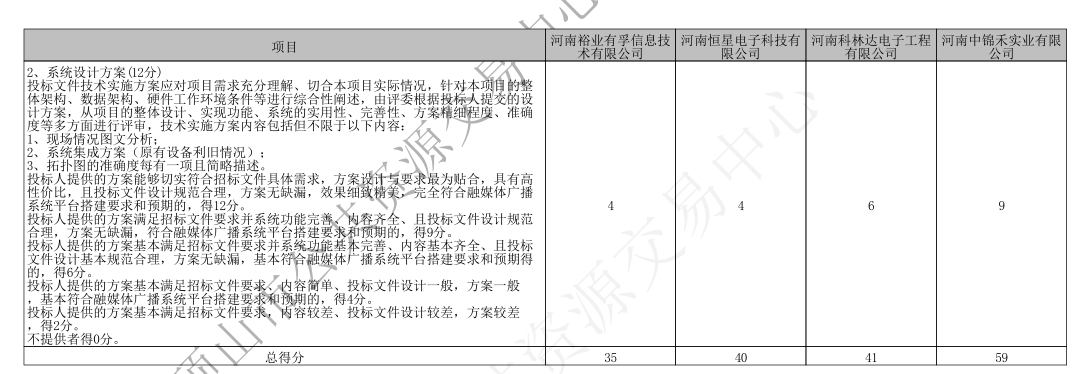 项目
河南裕业有孚信息技
术有限公司
河南恒星电子科技有
限公司
河南科林达电子工程
有限公司
河南中锦禾实业有限
公司
2、系统设计方案(12分)
投标文件技术实施方案应对项目需求充分理解、切合本项目实际情况，针对本项目的整
体架构、数据架构、硬件工作环境条件等进行综合性阐述，由评委根据投标人提交的设
计方案，从项目的整体设计、实现功能、系统的实用性、完善性、方案精细程度、准确
度等多方面进行评审，技术实施方案内容包括但不限于以下内容：
1、现场情况图文分析；
2、系统集成方案（原有设备利旧情况）；
3、拓扑图的准确度每有一项且简略描述。
投标人提供的方案能够切实符合招标文件具体需求，方案设计与要求最为贴合，具有高
性价比，且投标文件设计规范合理，方案无缺漏，效果细致精美，完全符合融媒体广播
系统平台搭建要求和预期的，得12分。
投标人提供的方案满足招标文件要求并系统功能完善、内容齐全、且投标文件设计规范
合理，方案无缺漏，符合融媒体广播系统平台搭建要求和预期的，得9分。
投标人提供的方案基本满足招标文件要求并系统功能基本完善、内容基本齐全、且投标
文件设计基本规范合理，方案无缺漏，基本符合融媒体广播系统平台搭建要求和预期得
的，得6分。
投标人提供的方案基本满足招标文件要求、内容简单、投标文件设计一般，方案一般
，基本符合融媒体广播系统平台搭建要求和预期的，得4分。
投标人提供的方案基本满足招标文件要求，内容较差、投标文件设计较差，方案较差
，得2分。
不提供者得0分。
4
4
6
9
总得分
35
40
41
59
顶山市公共资源交易中心
资源交易中心